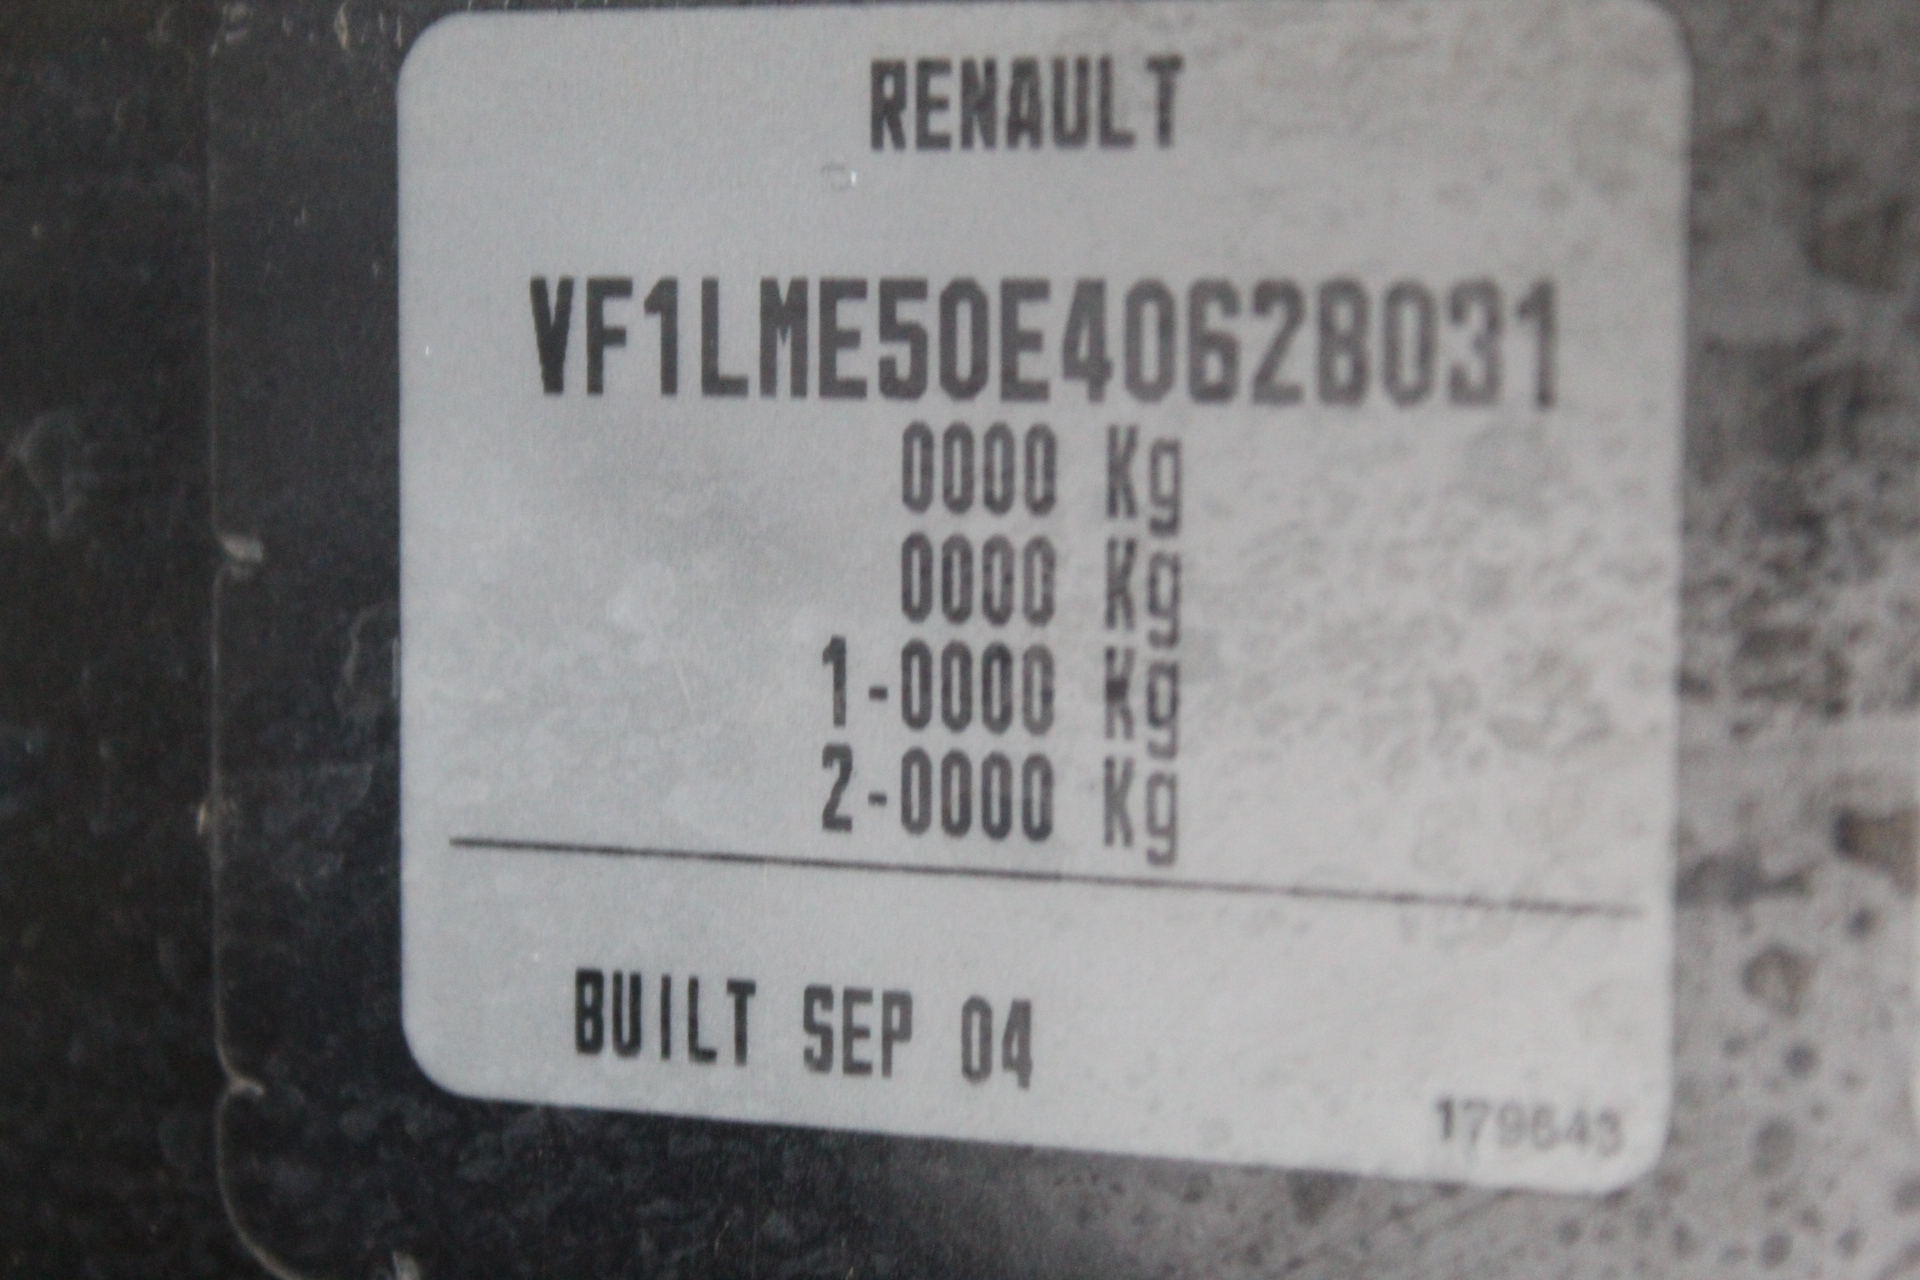 RENAULT
VF1LME50E40628031
0000 Kg
0000 Kg
1-0000 Kg
2-0000 Kg
BUILT SEP 04
179643